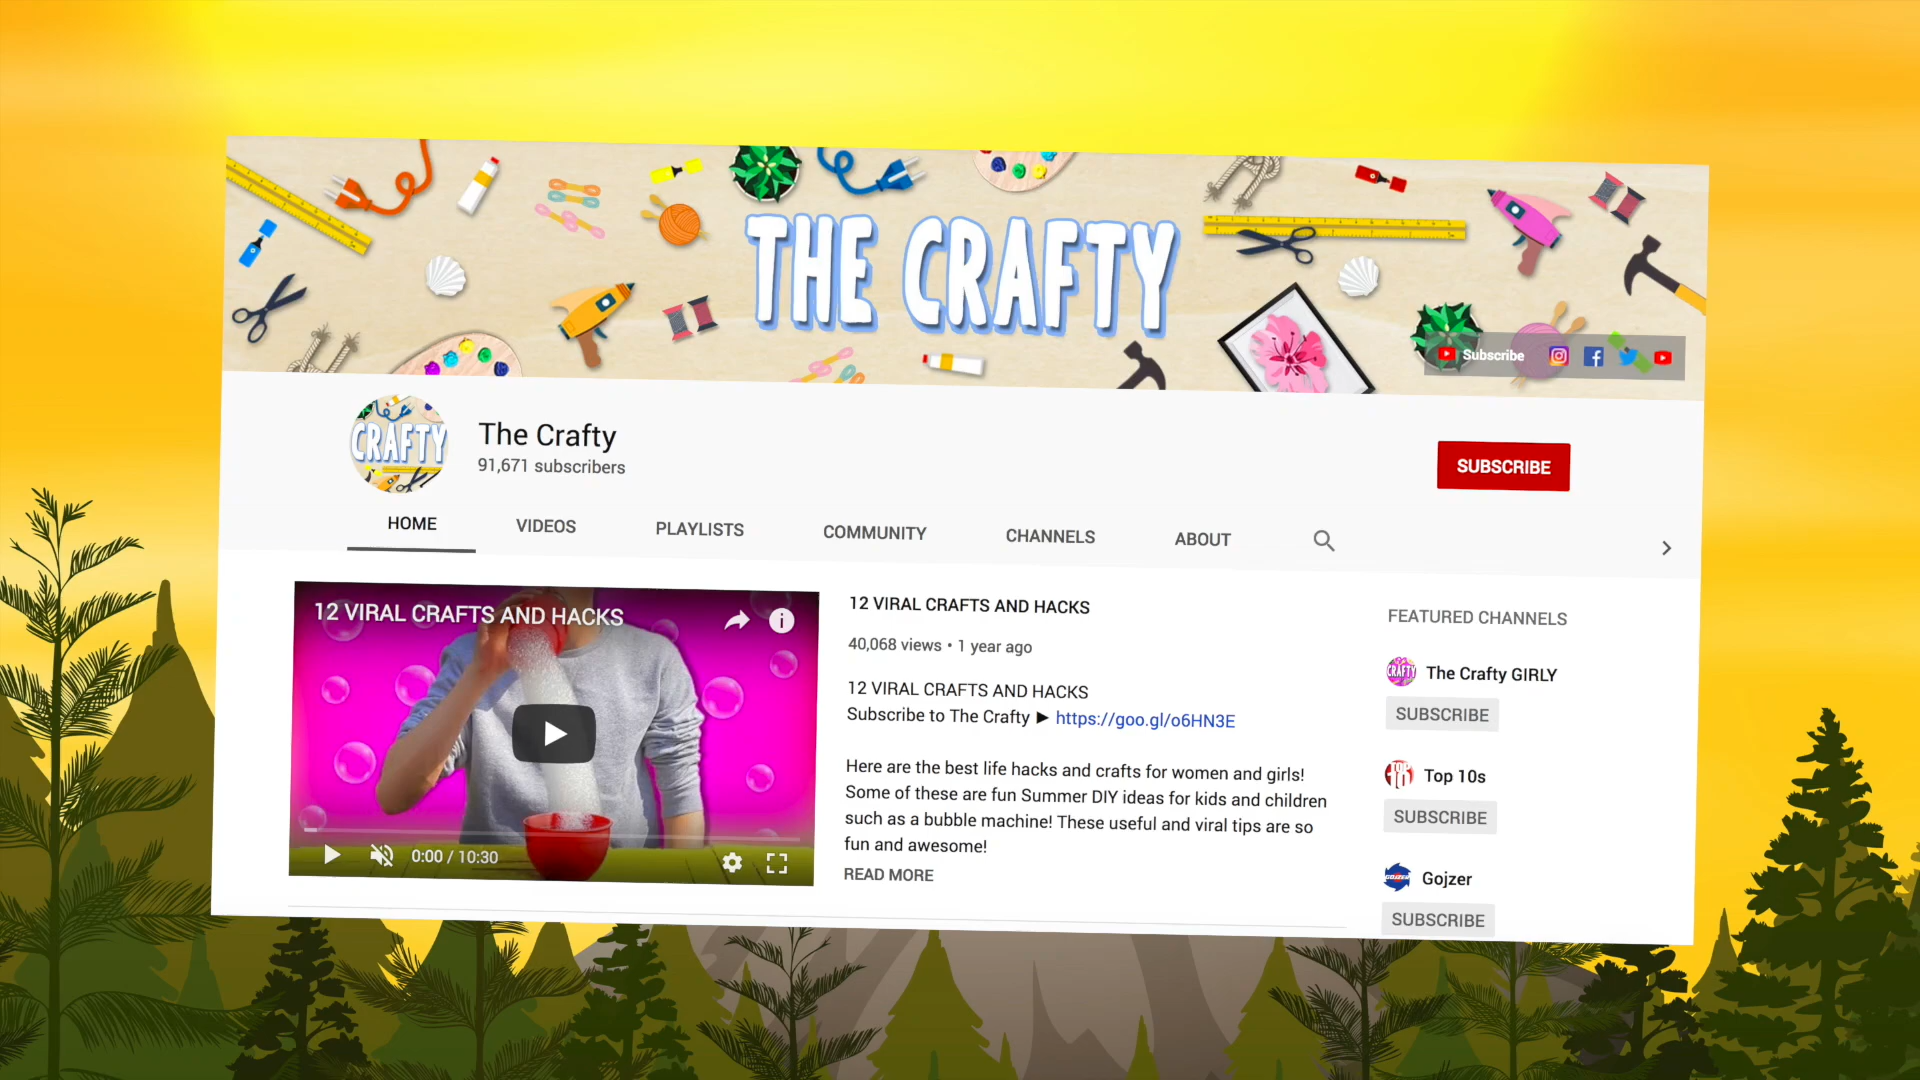 THE CRAFTY
Subscribe
CRAFTY
The Crafty
91,671 subscribers
SUBSCRIBE
HOME VIDEOS PLAYLISTS COMMUNITY CHANNELS ABOUT
12 VIRAL CRAFTS AND HACKS
0:00 / 10:30
12 VIRAL CRAFTS AND HACKS
40,068 views • 1 year ago
12 VIRAL CRAFTS AND HACKS
Subscribe to The Crafty ► https://goo.gl/o6HN3E
Here are the best life hacks and crafts for women and girls!
Some of these are fun Summer DIY ideas for kids and children
such as a bubble machine! These useful and viral tips are so
fun and awesome!
READ MORE
FEATURED CHANNELS
CRAFTY
The Crafty GIRLY
SUBSCRIBE
TOP 10
Top 10s
SUBSCRIBE
GOJZER
Gojzer
SUBSCRIBE